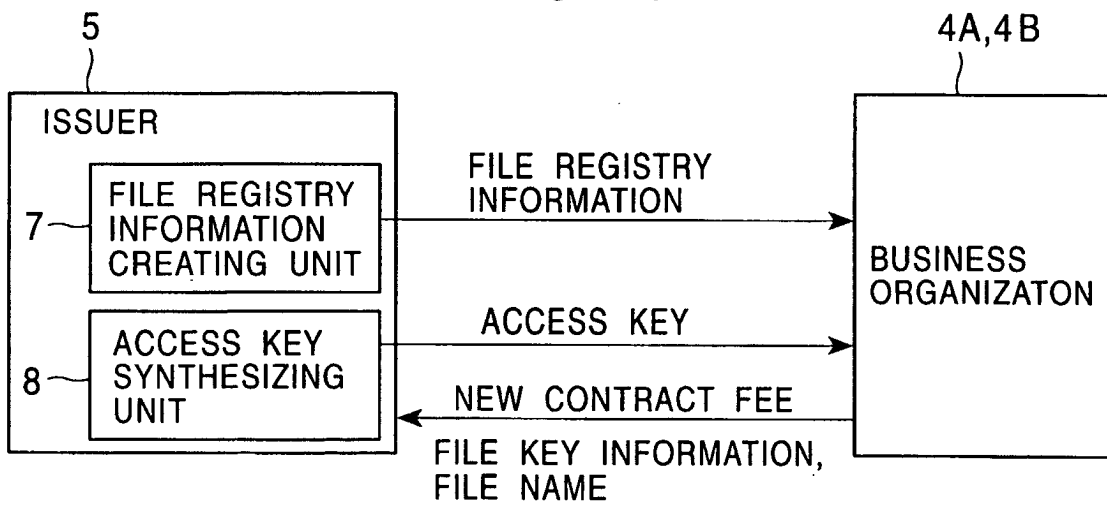 5
4A,4B
ISSUER
FILE REGISTRY
INFORMATION
CREATING UNIT
7
FILE REGISTRY
INFORMATION
BUSINESS
ORGANIZATON
ACCESS KEY
SYNTHESIZING
UNIT
8
ACCESS KEY
NEW CONTRACT FEE
FILE KEY INFORMATION,
FILE NAME